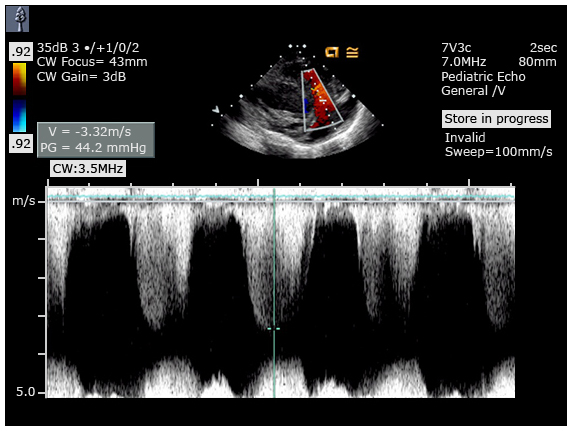 .92
.92
35dB 3 •/+1/0/2
CW Focus= 43mm
CW Gain= 3dB
V = -3.32m/s
PG = 44.2 mmHg
CW:3.5MHz
7V3c 2sec
7.0MHz 80mm
Pediatric Echo
General /V
Store in progress
Invalid
Sweep=100mm/s
m/s
5.0